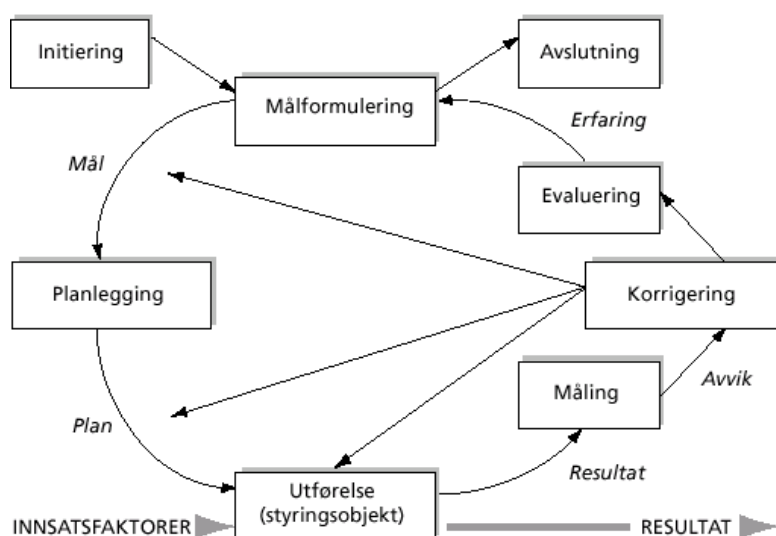 Initiering
Avslutning
Målformulering
Erfaring
Mål
Evaluering
Planlegging
Korrigering
Måling
Avvik
Plan
Resultat
Utførelse
(styringsobjekt)
INNSATSFAKTORER
RESULTAT